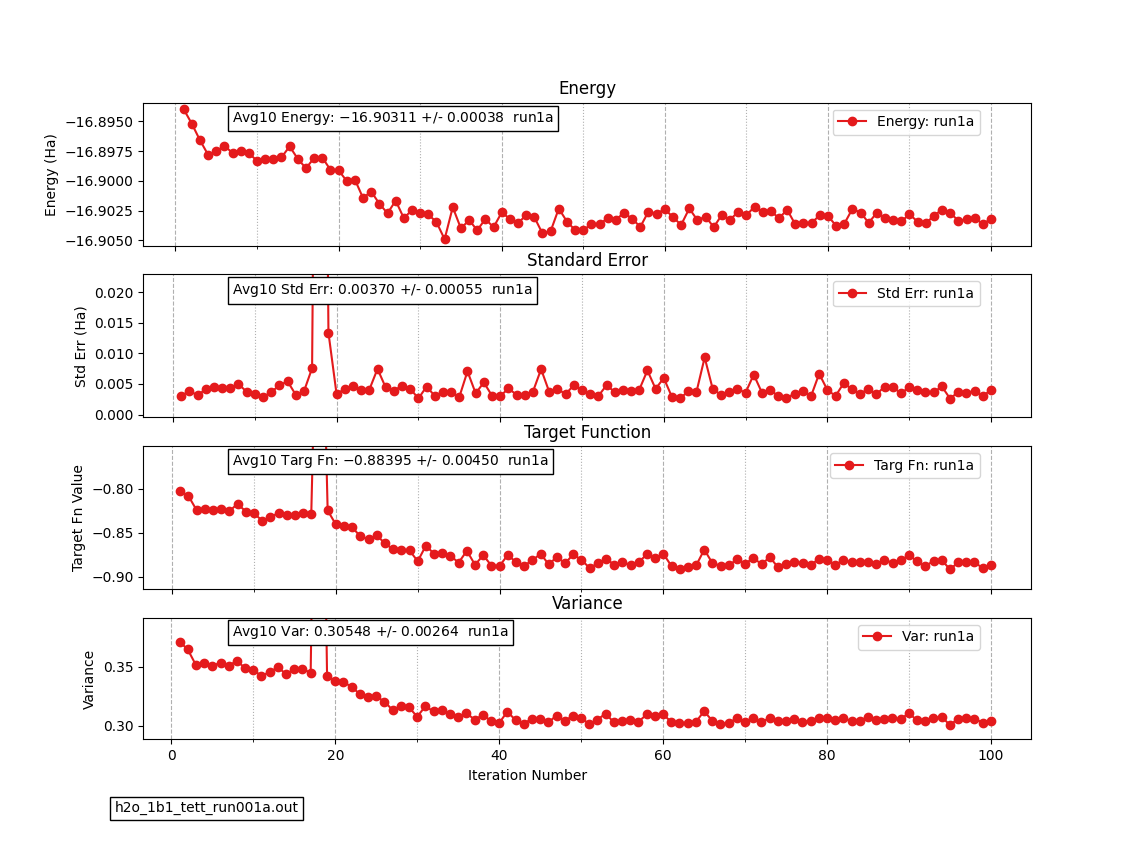 Energy
Energy (Ha)
−16.8950
−16.8975
−16.9000
−16.9025
−16.9050
Avg10 Energy: −16.90311 +/- 0.00038 run1a
Energy: run1a
Standard Error
Std Err (Ha)
0.020
0.015
0.010
0.005
0.000
Avg10 Std Err: 0.00370 +/- 0.00055 run1a
Std Err: run1a
Target Function
Target Fn Value
−0.80
−0.85
−0.90
Avg10 Targ Fn: −0.88395 +/- 0.00450 run1a
Targ Fn: run1a
Variance
Variance
0.35
0.30
Avg10 Var: 0.30548 +/- 0.00264 run1a
Var: run1a
0 20 40 60 80 100
Iteration Number
h2o_1b1_tett_run001a.out